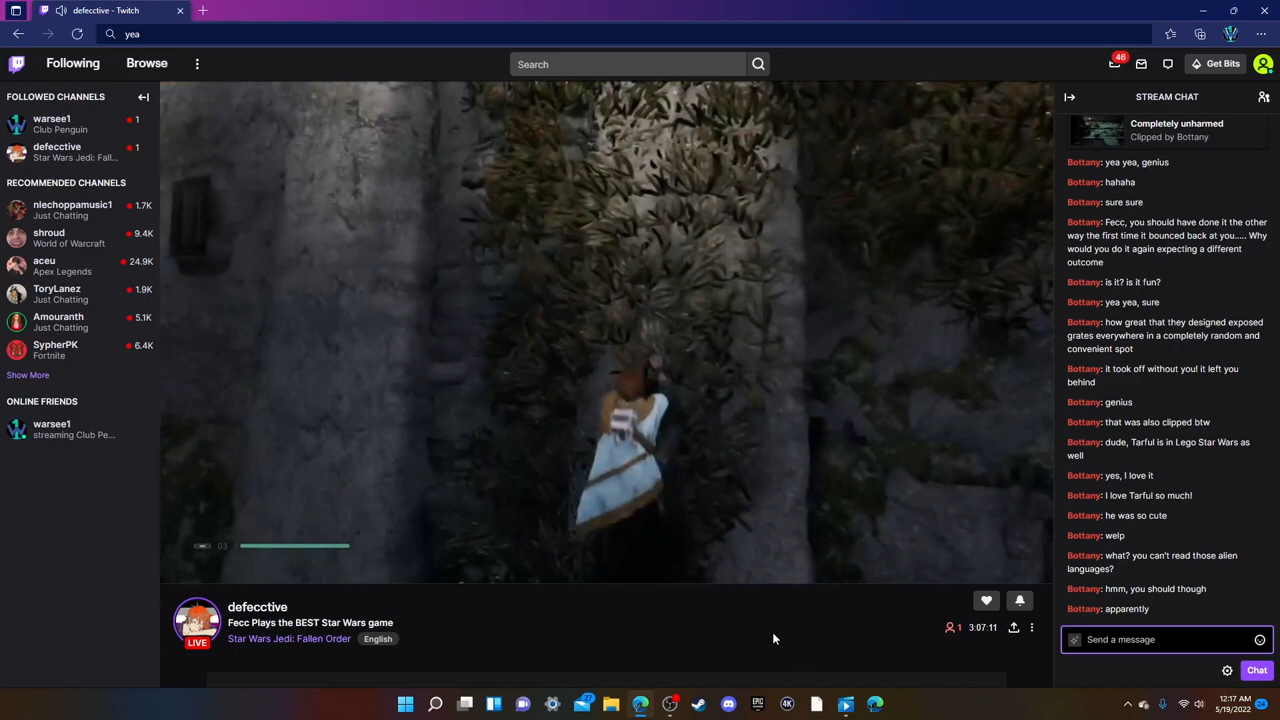 defecctive - Twitch
yea
Following
Browse
Search
46
Get Bits
FOLLOWED CHANNELS
warsee1
1
Club Penguin
defecctive
1
Star Wars Jedi: Fall...
RECOMMENDED CHANNELS
nlechoppamusic1
1.7K
Just Chatting
shroud
9.4K
World of Warcraft
aceu
24.9K
Apex Legends
ToryLanez
1.9K
Just Chatting
Amouranth
5.1K
Just Chatting
SypherPK
6.4K
Fortnite
Show More
ONLINE FRIENDS
warsee1
streaming Club Pe...
03
LIVE
defecctive
Fecc Plays the BEST Star Wars game
Star Wars Jedi: Fallen Order
English
1
3:07:11
STREAM CHAT
Completely unharmed
Clipped by Bottany
Bottany: yea yea, genius
Bottany: hahaha
Bottany: sure sure
Bottany: Fecc, you should have done it the other
way the first time it bounced back at you..... Why
would you do it again expecting a different
outcome
Bottany: is it? is it fun?
Bottany: yea yea, sure
Bottany: how great that they designed exposed
grates everywhere in a completely random and
convenient spot
Bottany: it took off without you! it left you
behind
Bottany: genius
Bottany: that was also clipped btw
Bottany: dude, Tarful is in Lego Star Wars as
well
Bottany: yes, I love it
Bottany: I love Tarful so much!
Bottany: he was so cute
Bottany: welp
Bottany: what? you can't read those alien
languages?
Bottany: hmm, you should though
Bottany: apparently
Send a message
Chat
27
EPIC
4K
12:17 AM
5/19/2022
24